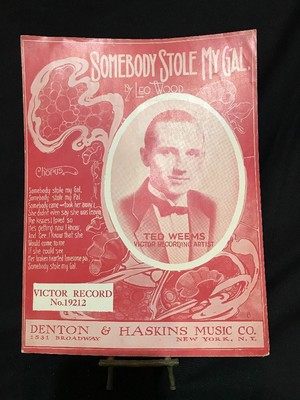 SOMEBODY STOLE MY GAL.
By LEO WOOD
CHORUS
Somebody stole my Gal,
Somebody stole my Pal,
Somebody came and took her away
She didn't even say she was leavin
The kisses I loved so
He's getting now I know,
And Gee! I know that she
Would come to me
If she could see
Her broken hearted lonesome pal
Somebody stole my Gal.
TED WEEMS
VICTOR RECORDING ARTIST
VICTOR RECORD
No.19212
DENTON & HASKINS MUSIC CO.
1531 BROADWAY NEW YORK, N.Y.